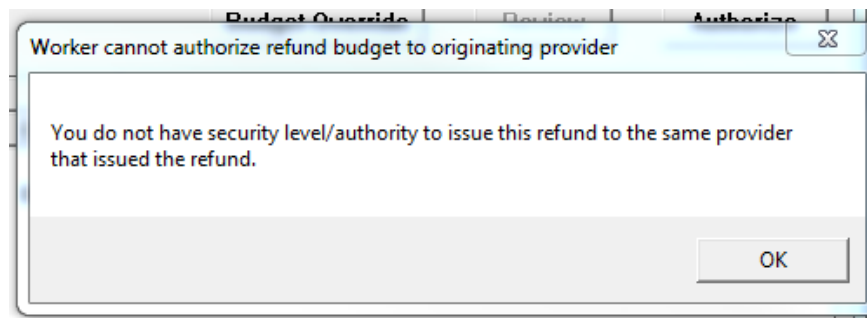 Budget Override Review Authorize
Worker cannot authorize refund budget to originating provider
You do not have security level/authority to issue this refund to the same provider
that issued the refund.
OK